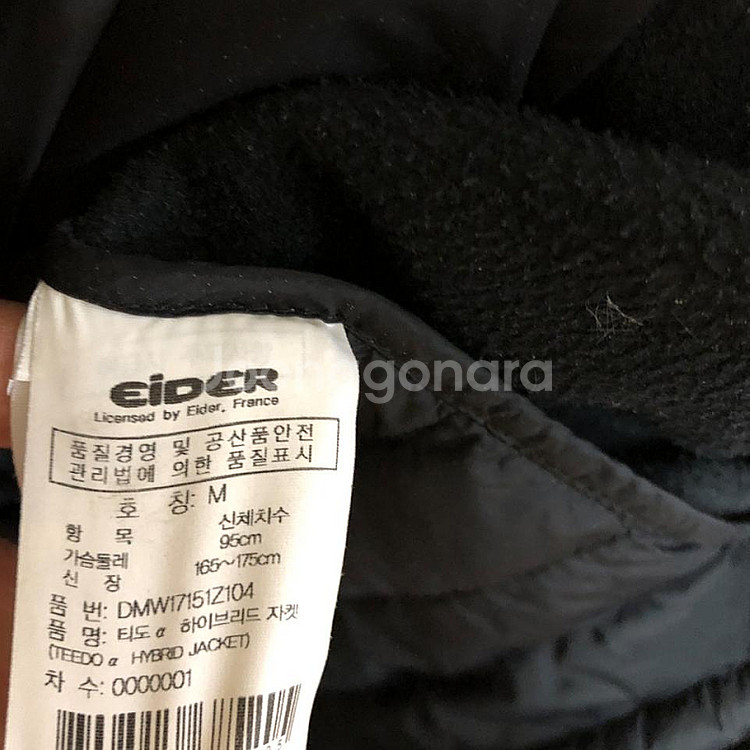 EiDER
Licensed by Eider, France
품질경영 및 공산품안전
관리법에 의한 품질표시
호 칭: M
항 목 신체치수
가슴둘레 95cm
신 장 165~175cm
품 번: DMW17151Z104
품 명: 티도α 하이브리드 자켓
(TEEDO α HYBRID JACKET)
차 수: 0000001